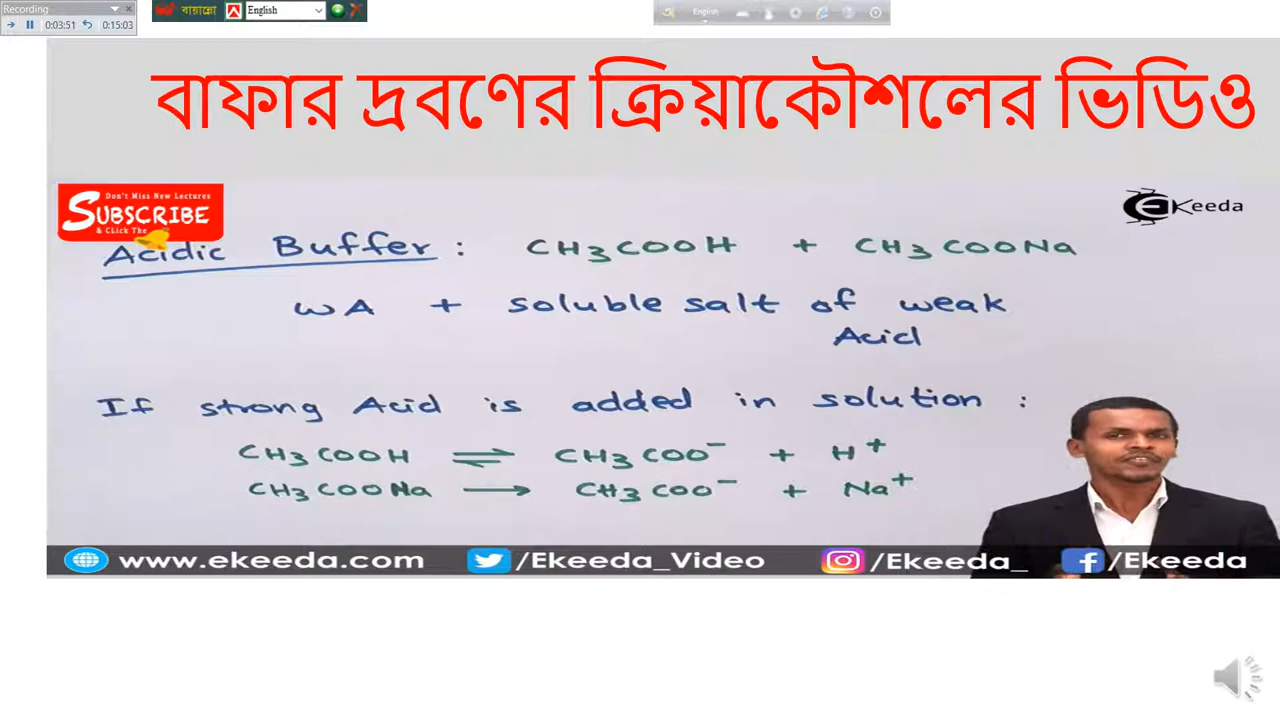 Recording
0:03:51 0:15:03
বায়ান্নো English
English
বাফার দ্রবণের ক্রিয়াকৌশলের ভিডিও
Don't Miss New Lectures
SUBSCRIBE
& Click The
Ekeeda
Acidic Buffer : CH3COOH + CH3COONa
WA + soluble salt of weak
Acid
If strong Acid is added in solution :
CH3COOH ⇌ CH3COO⁻ + H⁺
CH3COONa → CH3COO⁻ + Na⁺
www.ekeeda.com /Ekeeda_Video /Ekeeda_ /Ekeeda